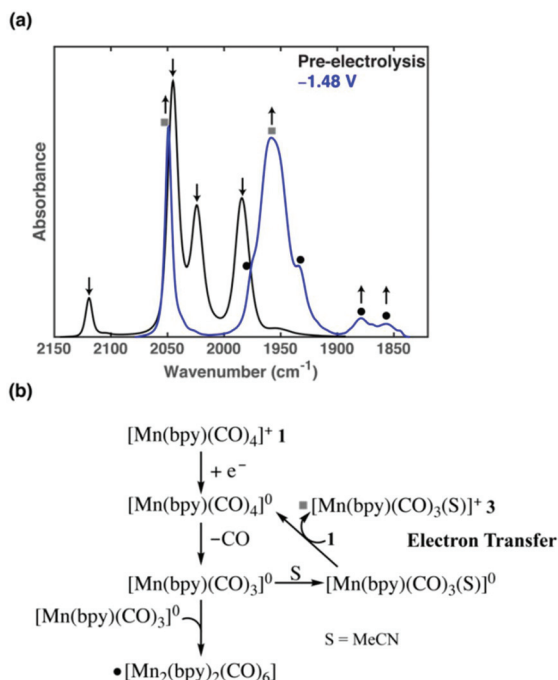 (a)
Pre-electrolysis
−1.48 V
Absorbance
2150 2100 2050 2000 1950 1900 1850
Wavenumber (cm⁻¹)
(b)
[Mn(bpy)(CO)₄]⁺ 1
+ e⁻
[Mn(bpy)(CO)₄]⁰ [Mn(bpy)(CO)₃(S)]⁺ 3
−CO 1 Electron Transfer
[Mn(bpy)(CO)₃]⁰ S [Mn(bpy)(CO)₃(S)]⁰
[Mn(bpy)(CO)₃]⁰
S = MeCN
[Mn₂(bpy)₂(CO)₆]